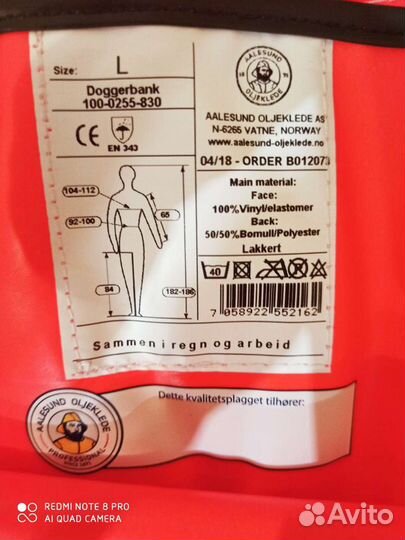 Size: L
Doggerbank
100-0255-830
CE
EN 343
104-112
92-100
65
84
182-186
AALESUND
OLJEKLEDE
AALESUND OLJEKLEDE AS
N-6265 VATNE, NORWAY
www.aalesund-oljeklede.no
04/18 - ORDER B012073
Main material:
Face:
100%Vinyl/elastomer
Back:
50/50%Bomull/Polyester
Lakkert
40
7 058922 552162
Sammen i regn og arbeid
Dette kvalitetsplagget tilhører:
AALESUND OLJEKLEDE
PROFESSIONAL
REDMI NOTE 8 PRO
AI QUAD CAMERA
Avito